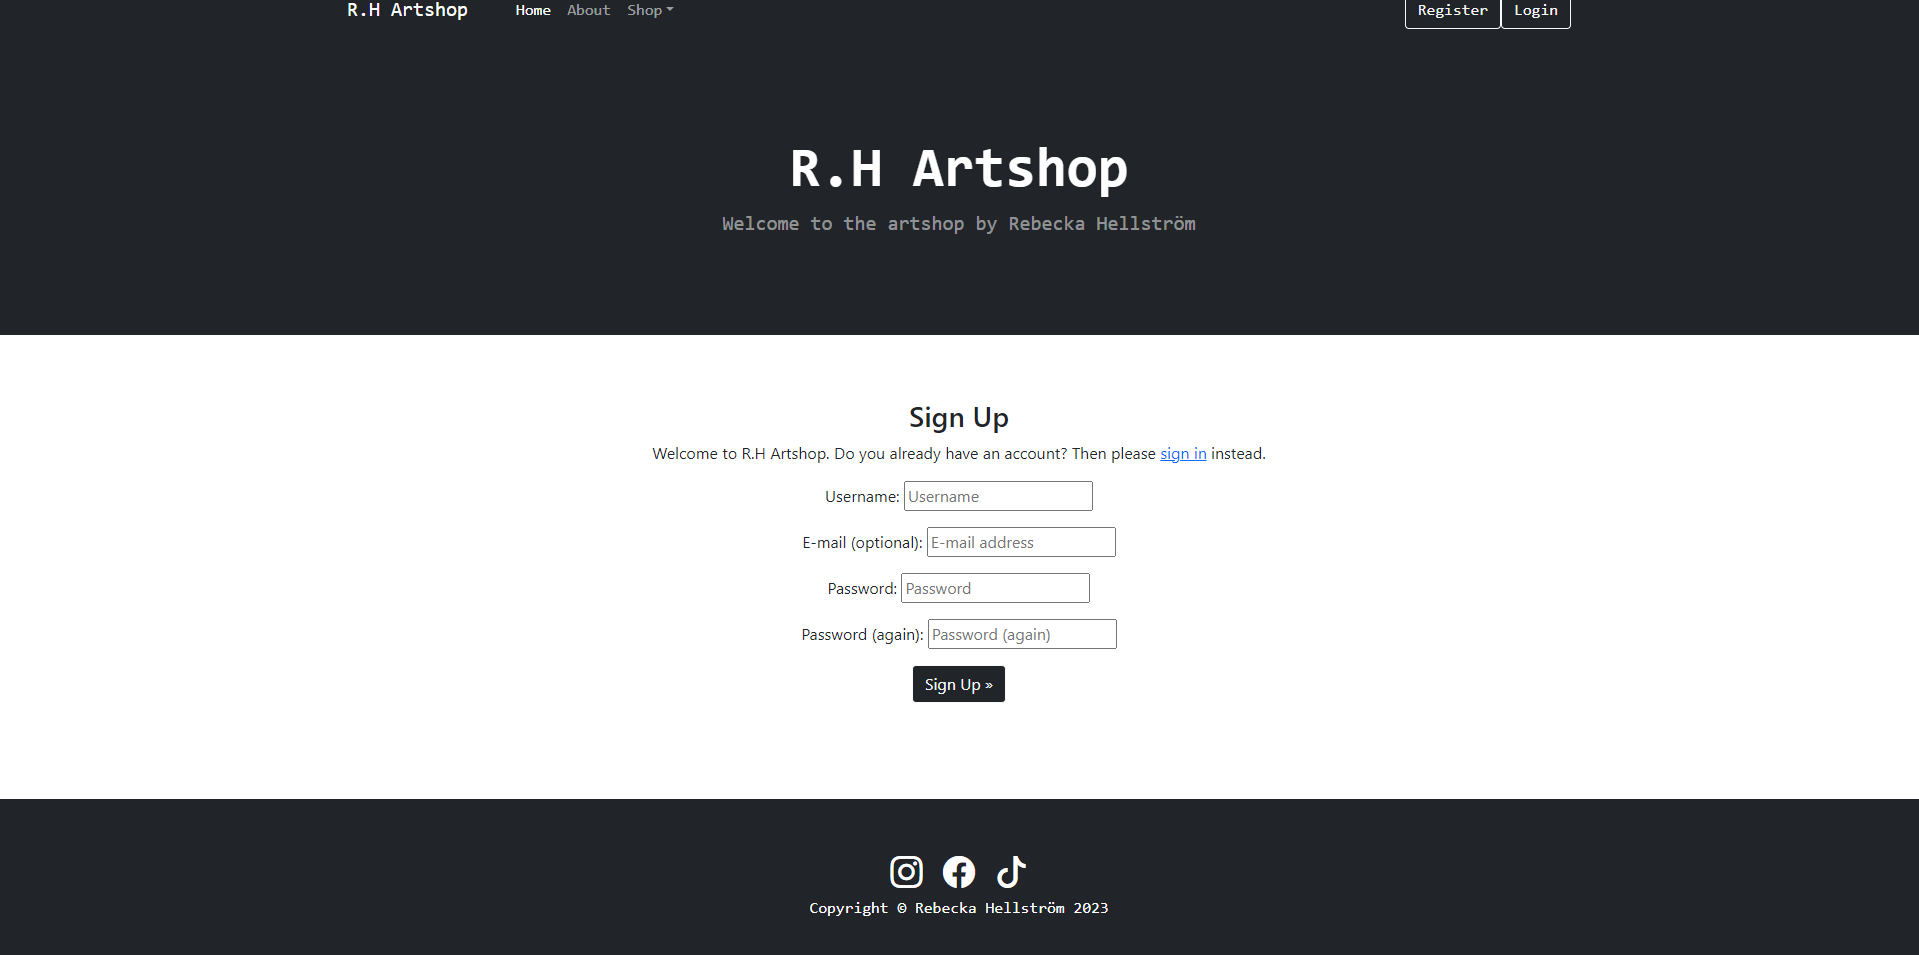 R.H Artshop Home About Shop Register Login
R.H Artshop
Welcome to the artshop by Rebecka Hellström
Sign Up
Welcome to R.H Artshop. Do you already have an account? Then please sign in instead.
Username: Username
E-mail (optional): E-mail address
Password: Password
Password (again): Password (again)
Sign Up »
Copyright © Rebecka Hellström 2023